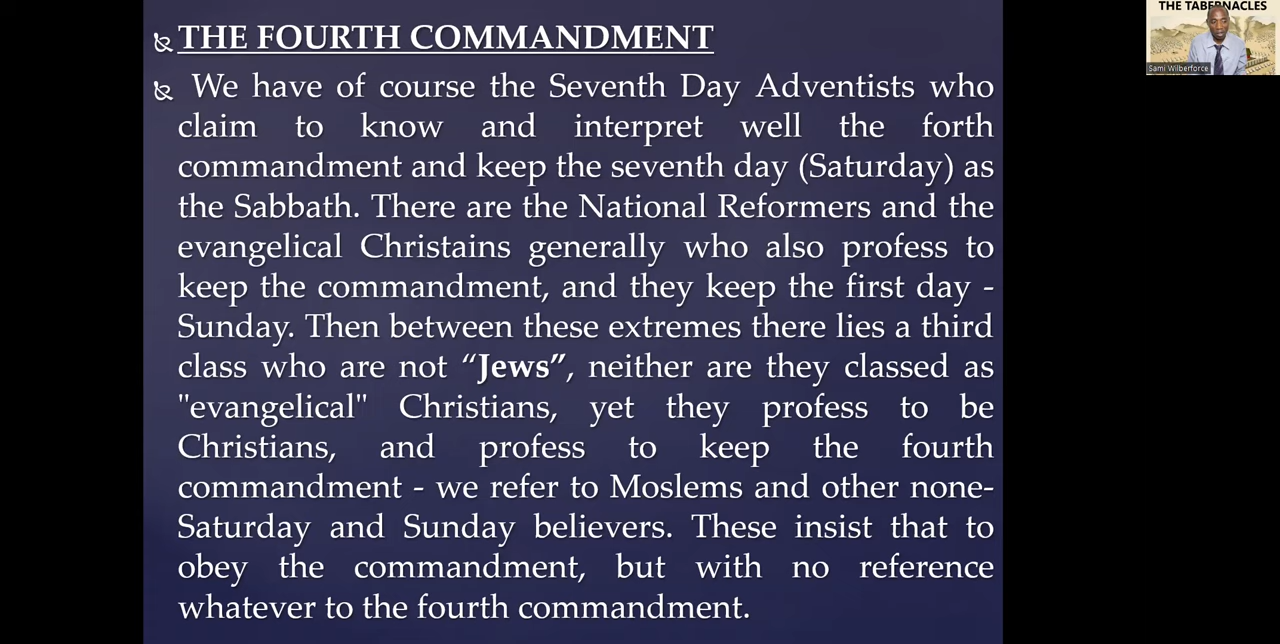 THE FOURTH COMMANDMENT
We have of course the Seventh Day Adventists who
claim to know and interpret well the forth
commandment and keep the seventh day (Saturday) as
the Sabbath. There are the National Reformers and the
evangelical Christains generally who also profess to
keep the commandment, and they keep the first day -
Sunday. Then between these extremes there lies a third
class who are not “Jews”, neither are they classed as
"evangelical" Christians, yet they profess to be
Christians, and profess to keep the fourth
commandment - we refer to Moslems and other none-
Saturday and Sunday believers. These insist that to
obey the commandment, but with no reference
whatever to the fourth commandment.
THE TABERNACLES
Sami Wilberforce